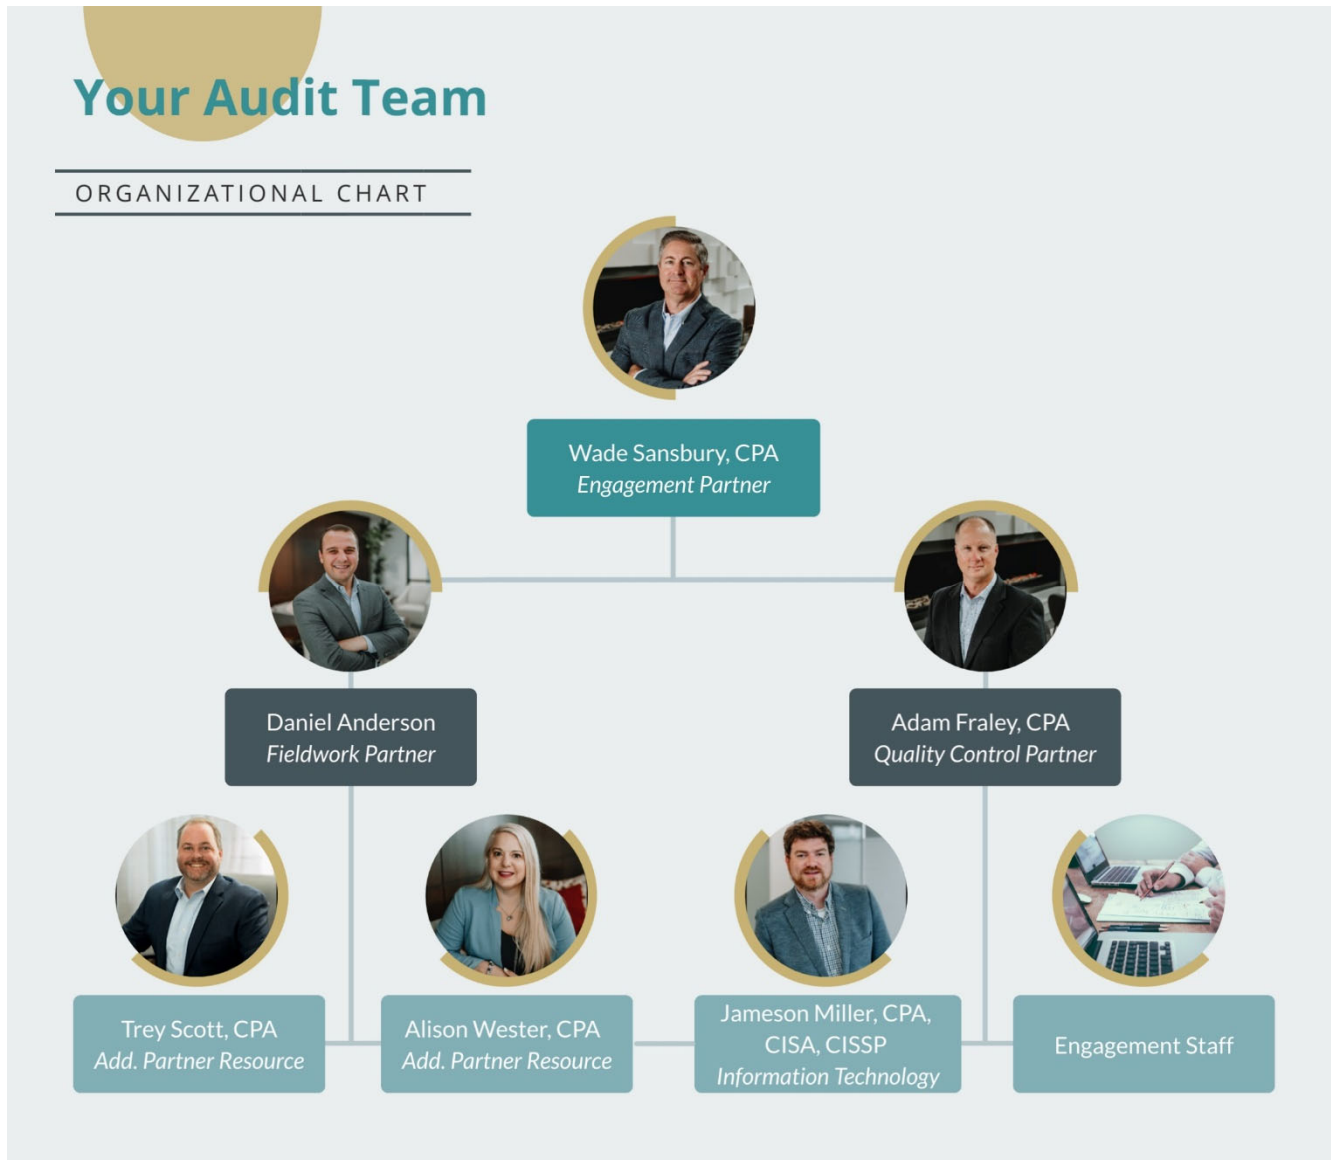 Your Audit Team
ORGANIZATIONAL CHART
Wade Sansbury, CPA
Engagement Partner
Daniel Anderson
Fieldwork Partner
Adam Fraley, CPA
Quality Control Partner
Trey Scott, CPA
Add. Partner Resource
Alison Wester, CPA
Add. Partner Resource
Jameson Miller, CPA,
CISA, CISSP
Information Technology
Engagement Staff